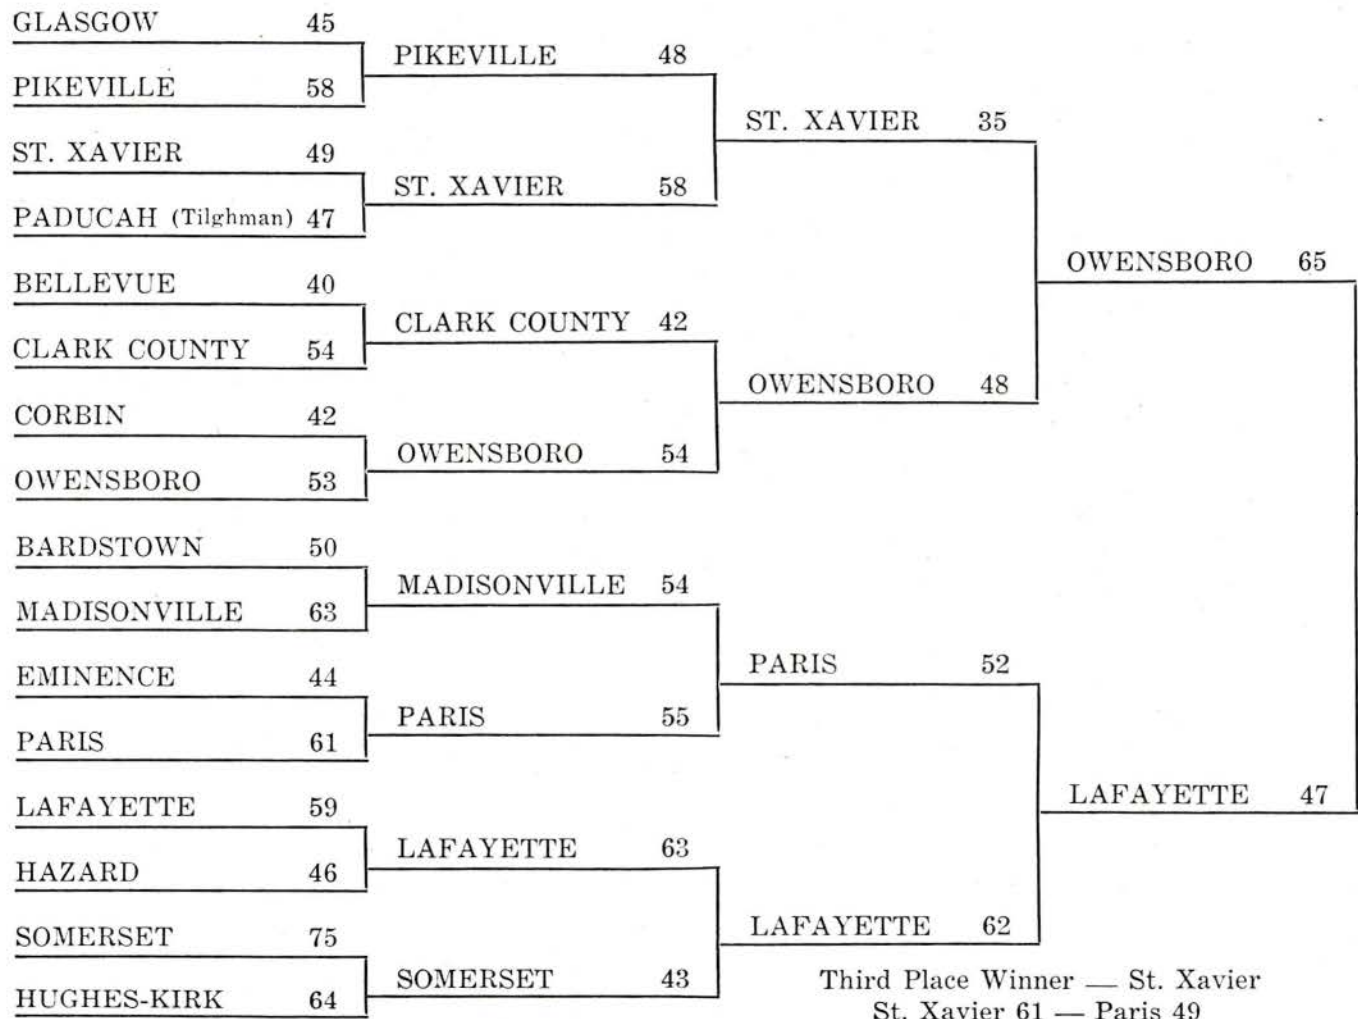 GLASGOW 45
PIKEVILLE 58
ST. XAVIER 49
PADUCAH (Tilghman) 47
BELLEVUE 40
CLARK COUNTY 54
CORBIN 42
OWENSBORO 53
BARDSTOWN 50
MADISONVILLE 63
EMINENCE 44
PARIS 61
LAFAYETTE 59
HAZARD 46
SOMERSET 75
HUGHES-KIRK 64
PIKEVILLE 48
ST. XAVIER 58
CLARK COUNTY 42
OWENSBORO 54
MADISONVILLE 54
PARIS 55
LAFAYETTE 63
SOMERSET 43
ST. XAVIER 35
OWENSBORO 48
PARIS 52
LAFAYETTE 62
OWENSBORO 65
LAFAYETTE 47
Third Place Winner — St. Xavier
St. Xavier 61 — Paris 49